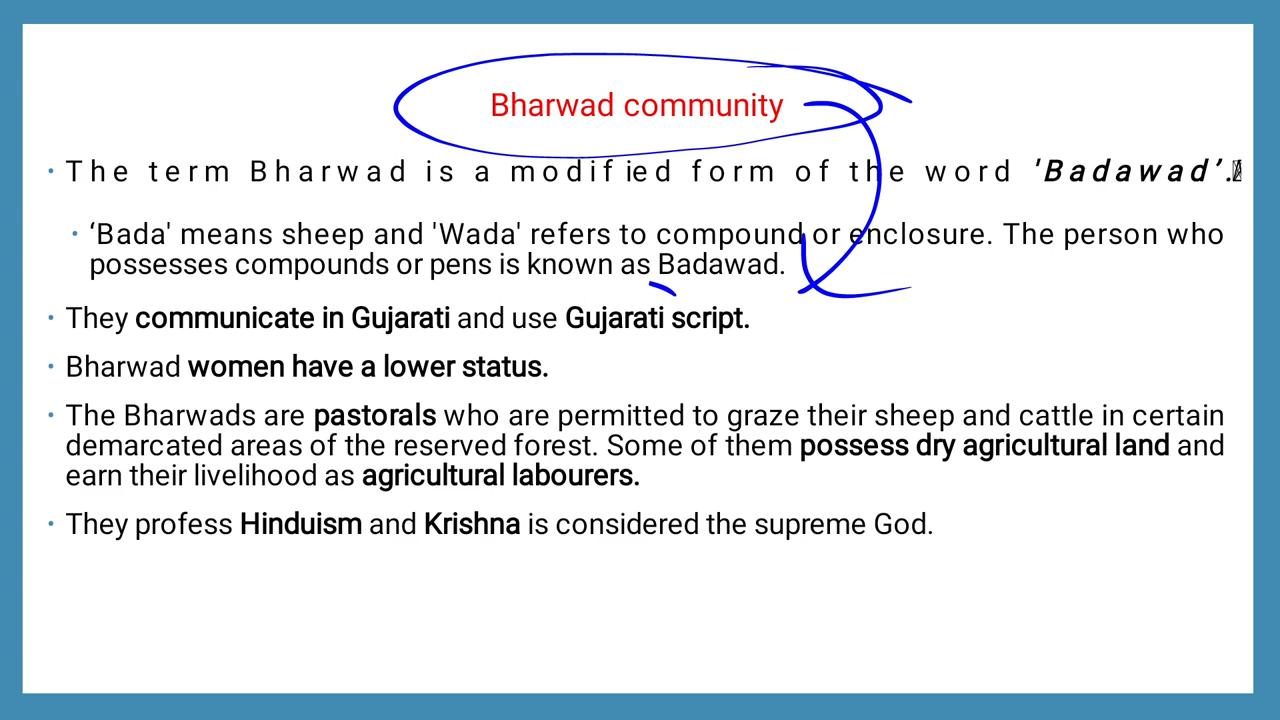 Bharwad community
• The term Bharwad is a modified form of the word 'Badawad’.
• ‘Bada' means sheep and 'Wada' refers to compound or enclosure. The person who
possesses compounds or pens is known as Badawad.
• They communicate in Gujarati and use Gujarati script.
• Bharwad women have a lower status.
• The Bharwads are pastorals who are permitted to graze their sheep and cattle in certain
demarcated areas of the reserved forest. Some of them possess dry agricultural land and
earn their livelihood as agricultural labourers.
• They profess Hinduism and Krishna is considered the supreme God.